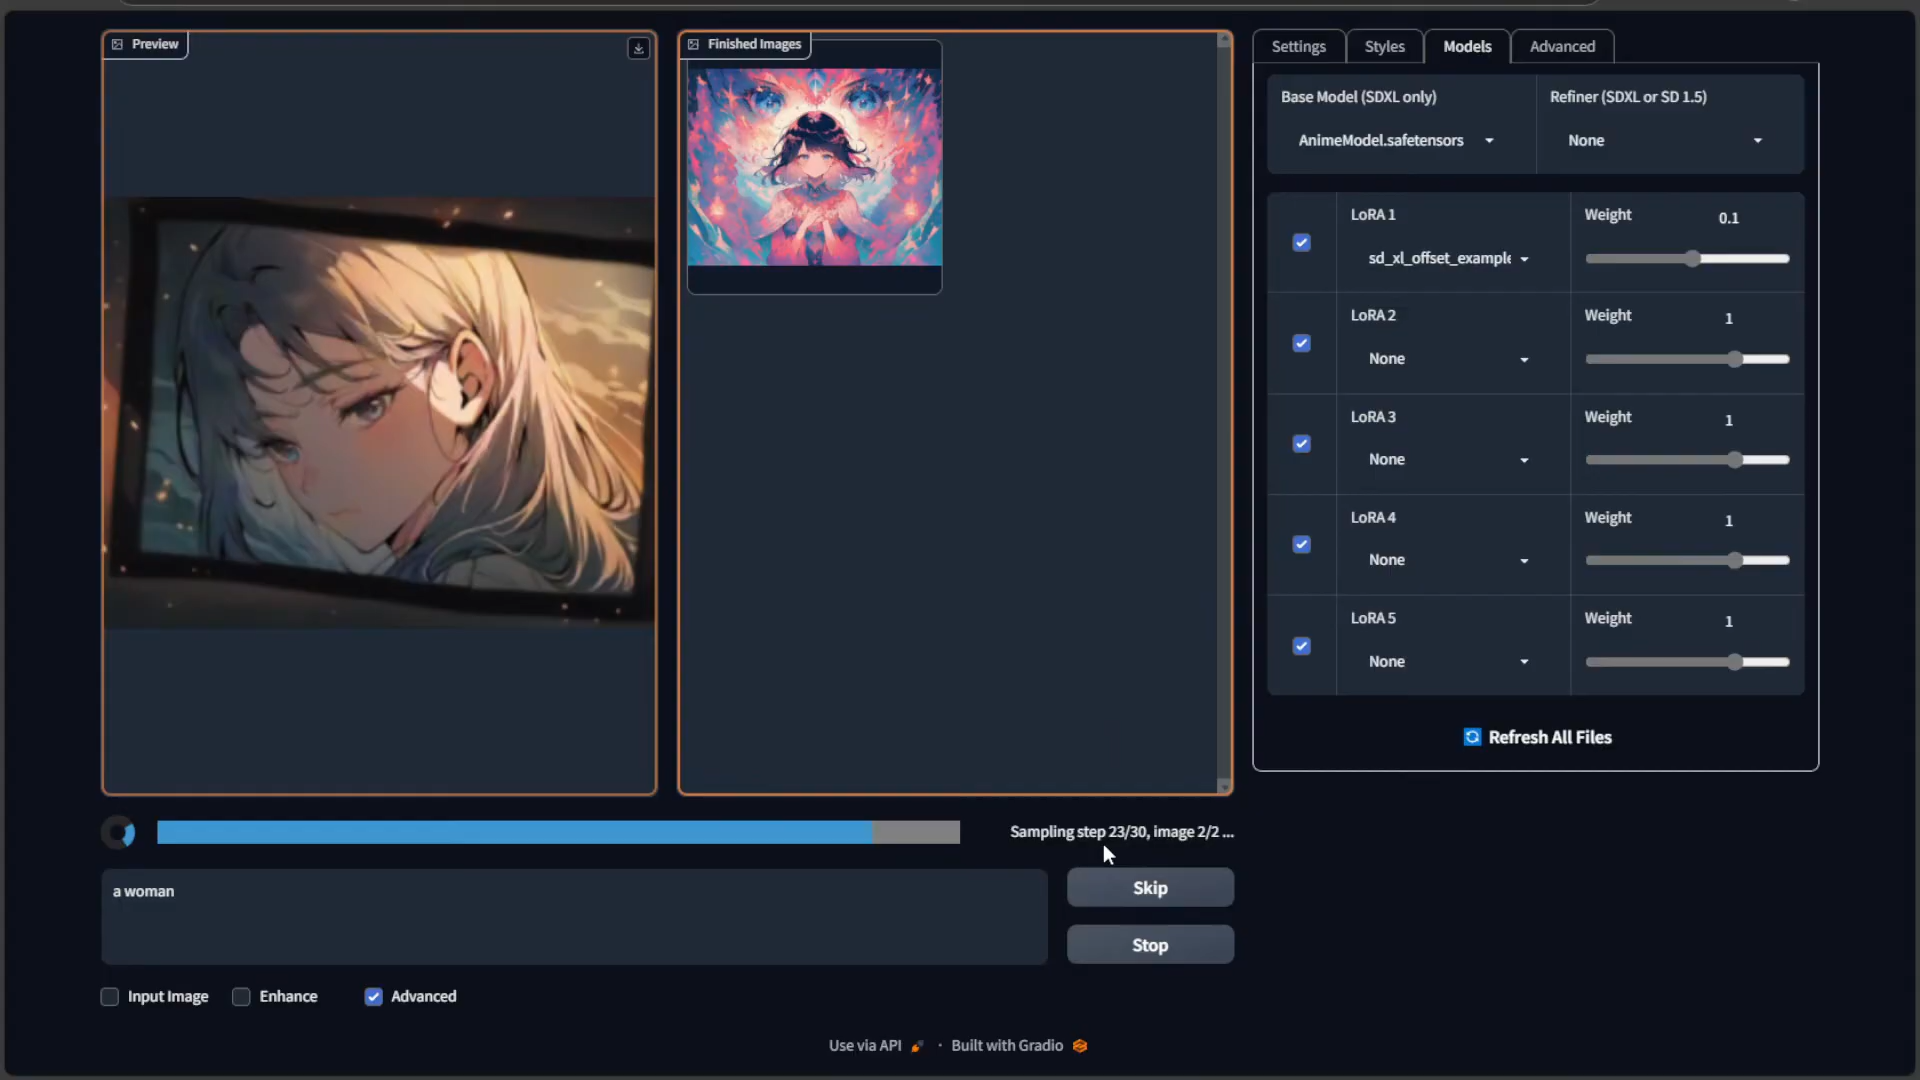 Preview
Finished Images
Settings
Styles
Models
Advanced
Base Model (SDXL only)
AnimeModel.safetensors
Refiner (SDXL or SD 1.5)
None
LoRA 1
sd_xl_offset_example
Weight
0.1
LoRA 2
None
Weight
1
LoRA 3
None
Weight
1
LoRA 4
None
Weight
1
LoRA 5
None
Weight
1
Refresh All Files
Sampling step 23/30, image 2/2 ...
a woman
Skip
Stop
Input Image
Enhance
Advanced
Use via API · Built with Gradio